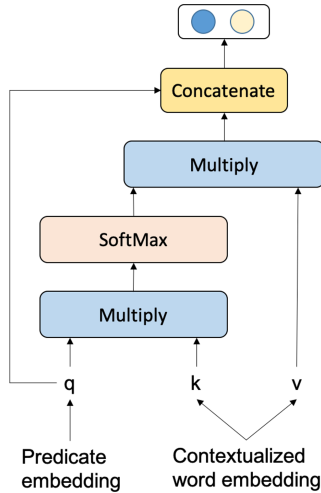 Concatenate
Multiply
SoftMax
Multiply
q k v
Predicate Contextualized
embedding word embedding